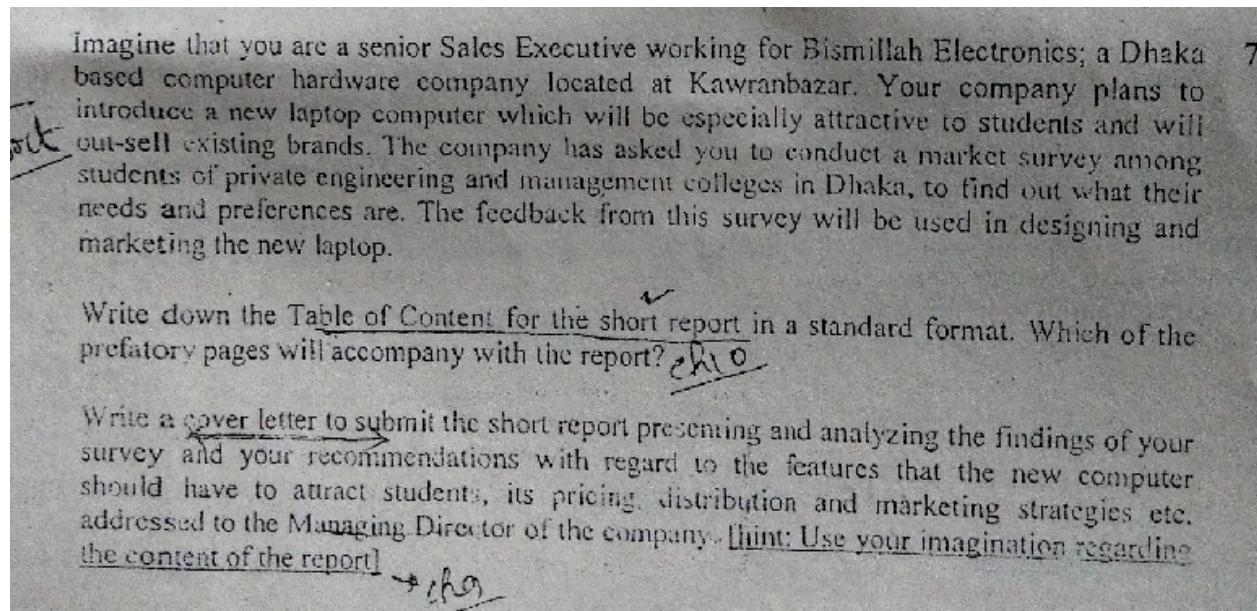 Imagine that you are a senior Sales Executive working for Bismillah Electronics; a Dhaka 7
based computer hardware company located at Kawranbazar. Your company plans to
introduce a new laptop computer which will be especially attractive to students and will
out-sell existing brands. The company has asked you to conduct a market survey among
students of private engineering and management colleges in Dhaka, to find out what their
needs and preferences are. The feedback from this survey will be used in designing and
marketing the new laptop.
Write down the Table of Content for the short report in a standard format. Which of the
prefatory pages will accompany with the report? ch10
Write a cover letter to submit the short report presenting and analyzing the findings of your
survey and your recommendations with regard to the features that the new computer
should have to attract students, its pricing, distribution and marketing strategies etc.
addressed to the Managing Director of the company. [hint: Use your imagination regarding
the content of the report]